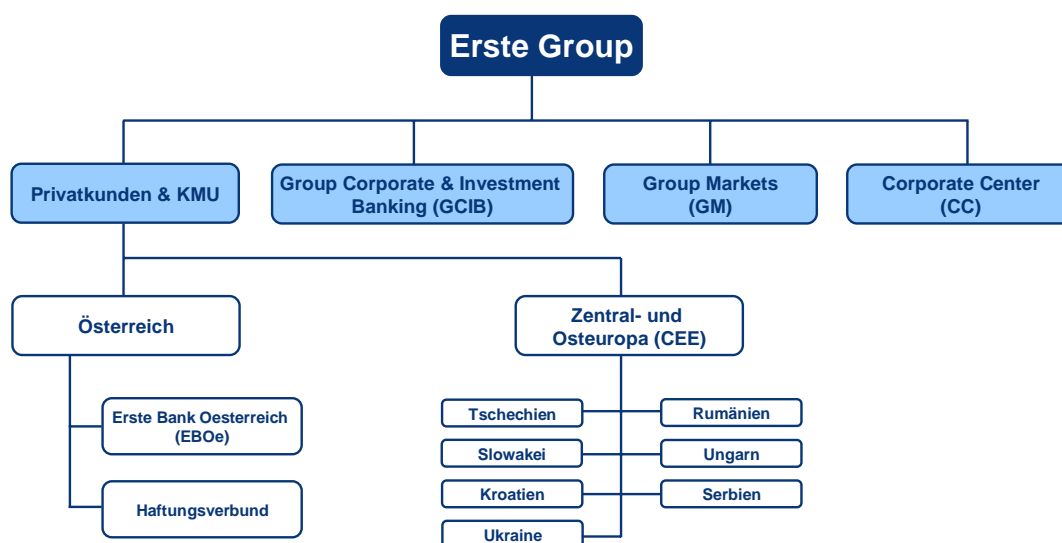 Erste Group
Privatkunden & KMU
Group Corporate & Investment
Banking (GCIB)
Group Markets
(GM)
Corporate Center
(CC)
Österreich
Zentral- und
Osteuropa (CEE)
Erste Bank Oesterreich
(EBOe)
Haftungsverbund
Tschechien
Rumänien
Slowakei
Ungarn
Kroatien
Serbien
Ukraine